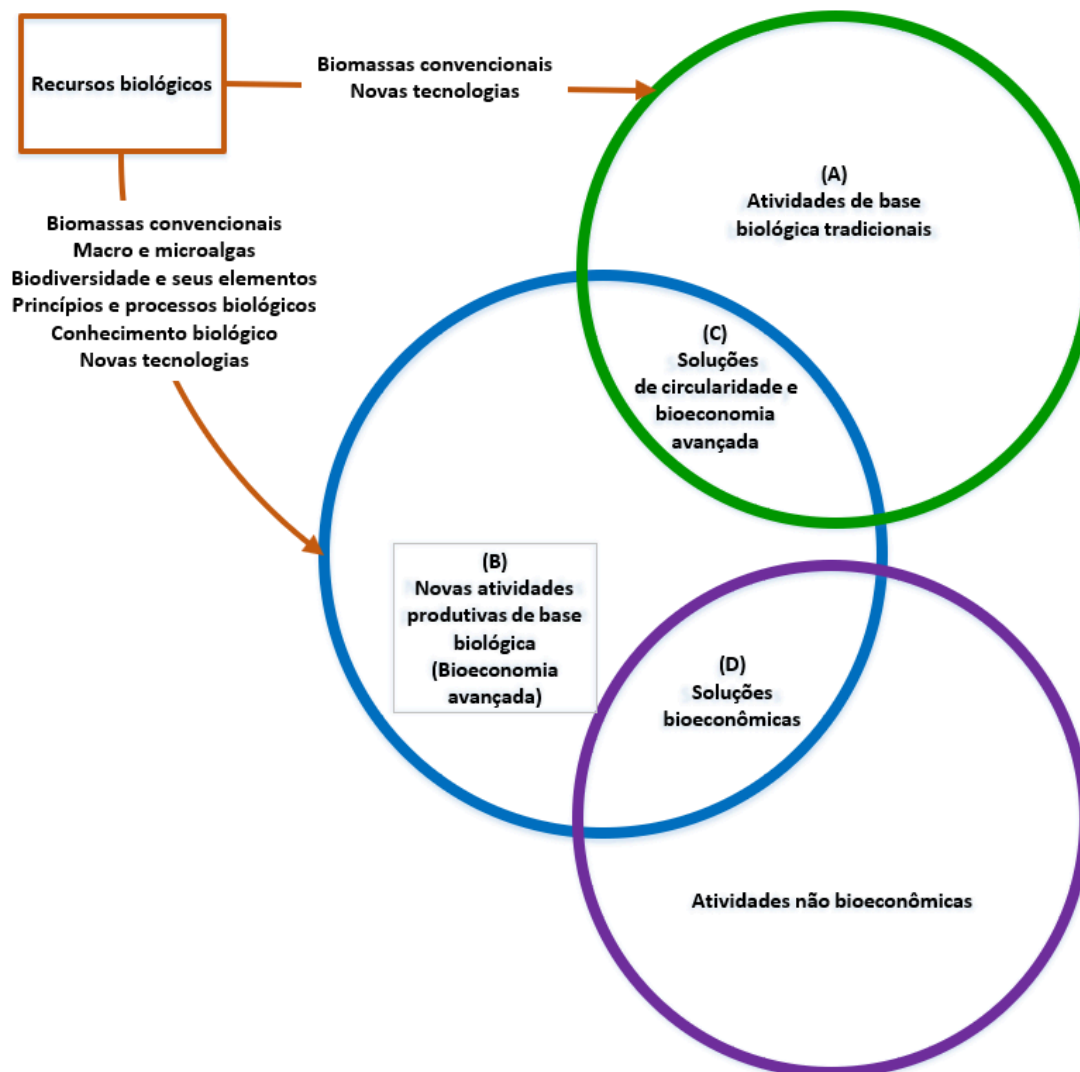 Recursos biológicos
Biomassas convencionais
Novas tecnologias
Biomassas convencionais
Macro e microalgas
Biodiversidade e seus elementos
Princípios e processos biológicos
Conhecimento biológico
Novas tecnologias
(A)
Atividades de base
biológica tradicionais
(C)
Soluções
de circularidade e
bioeconomia
avançada
(B)
Novas atividades
produtivas de base
biológica
(Bioeconomia
avançada)
(D)
Soluções
bioeconômicas
Atividades não bioeconômicas